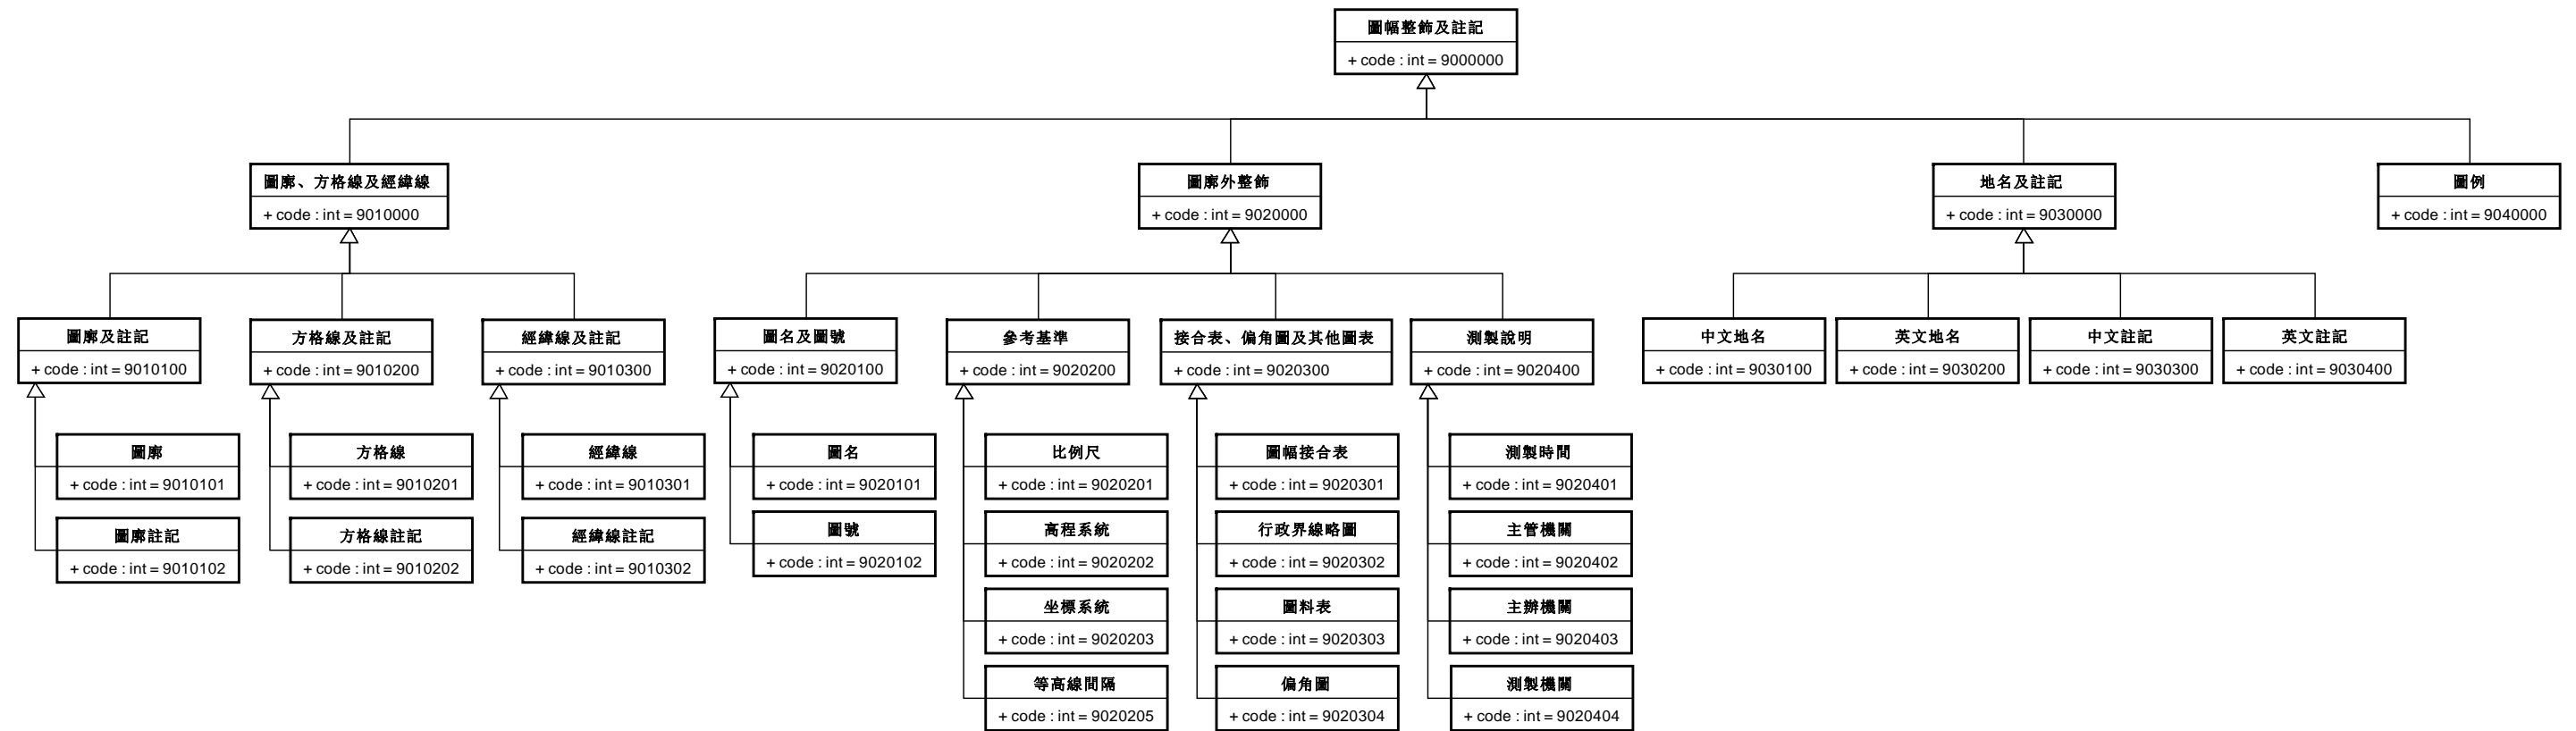 圖幅整飾及註記
+ code : int = 9000000
圖廓、方格線及經緯線
+ code : int = 9010000
圖廓外整飾
+ code : int = 9020000
地名及註記
+ code : int = 9030000
圖例
+ code : int = 9040000
圖廓及註記
+ code : int = 9010100
方格線及註記
+ code : int = 9010200
經緯線及註記
+ code : int = 9010300
圖名及圖號
+ code : int = 9020100
參考基準
+ code : int = 9020200
接合表、偏角圖及其他圖表
+ code : int = 9020300
測製說明
+ code : int = 9020400
中文地名
+ code : int = 9030100
英文地名
+ code : int = 9030200
中文註記
+ code : int = 9030300
英文註記
+ code : int = 9030400
圖廓
+ code : int = 9010101
方格線
+ code : int = 9010201
經緯線
+ code : int = 9010301
圖名
+ code : int = 9020101
比例尺
+ code : int = 9020201
圖幅接合表
+ code : int = 9020301
測製時間
+ code : int = 9020401
圖廓註記
+ code : int = 9010102
方格線註記
+ code : int = 9010202
經緯線註記
+ code : int = 9010302
圖號
+ code : int = 9020102
高程系統
+ code : int = 9020202
行政界線略圖
+ code : int = 9020302
主管機關
+ code : int = 9020402
坐標系統
+ code : int = 9020203
圖料表
+ code : int = 9020303
主辦機關
+ code : int = 9020403
等高線間隔
+ code : int = 9020205
偏角圖
+ code : int = 9020304
測製機關
+ code : int = 9020404